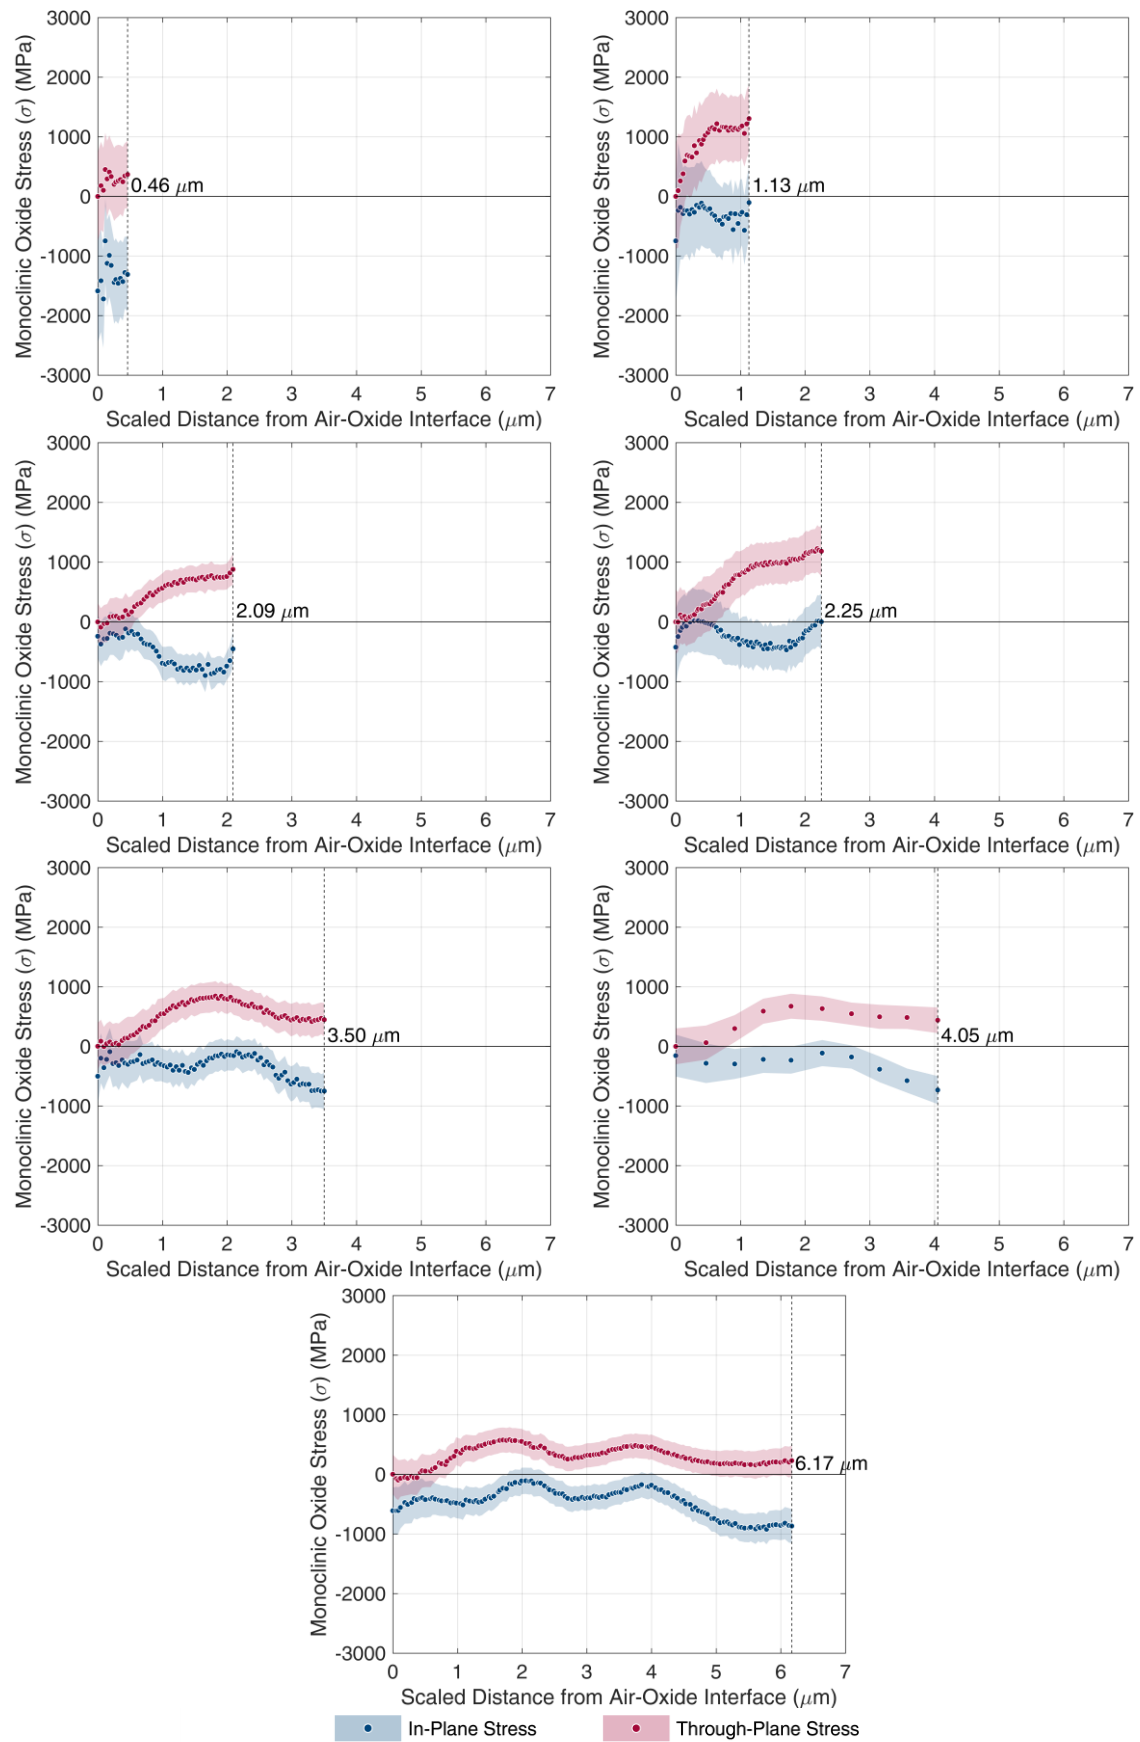 Monoclinic Oxide Stress (σ) (MPa)
3000
2000
1000
0
-1000
-2000
-3000
0.46 μm
0 1 2 3 4 5 6 7
Scaled Distance from Air-Oxide Interface (μm)
Monoclinic Oxide Stress (σ) (MPa)
3000
2000
1000
0
-1000
-2000
-3000
1.13 μm
0 1 2 3 4 5 6 7
Scaled Distance from Air-Oxide Interface (μm)
Monoclinic Oxide Stress (σ) (MPa)
3000
2000
1000
0
-1000
-2000
-3000
2.09 μm
0 1 2 3 4 5 6 7
Scaled Distance from Air-Oxide Interface (μm)
Monoclinic Oxide Stress (σ) (MPa)
3000
2000
1000
0
-1000
-2000
-3000
2.25 μm
0 1 2 3 4 5 6 7
Scaled Distance from Air-Oxide Interface (μm)
Monoclinic Oxide Stress (σ) (MPa)
3000
2000
1000
0
-1000
-2000
-3000
3.50 μm
0 1 2 3 4 5 6 7
Scaled Distance from Air-Oxide Interface (μm)
Monoclinic Oxide Stress (σ) (MPa)
3000
2000
1000
0
-1000
-2000
-3000
4.05 μm
0 1 2 3 4 5 6 7
Scaled Distance from Air-Oxide Interface (μm)
Monoclinic Oxide Stress (σ) (MPa)
3000
2000
1000
0
-1000
-2000
-3000
6.17 μm
0 1 2 3 4 5 6 7
Scaled Distance from Air-Oxide Interface (μm)
In-Plane Stress
Through-Plane Stress